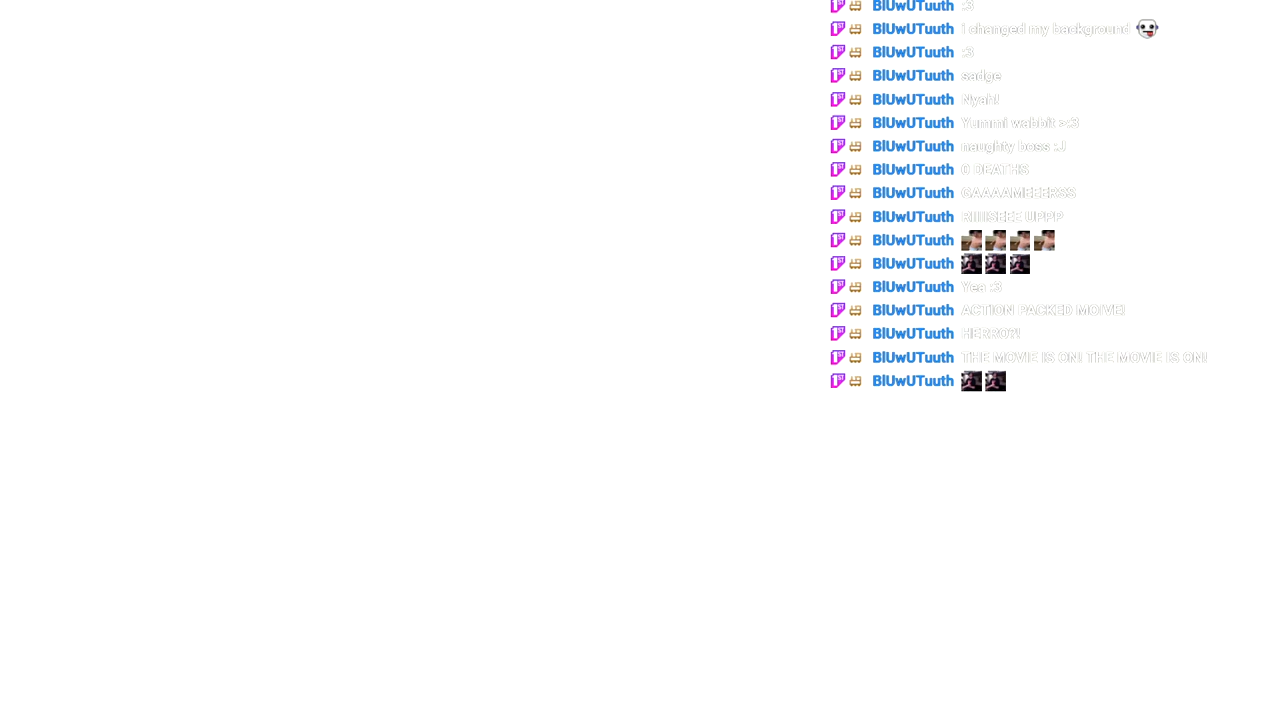 BlUwUTuuth :3
BlUwUTuuth I changed my background
BlUwUTuuth :3
BlUwUTuuth sadge
BlUwUTuuth Nyah!
BlUwUTuuth Yummi wabbit >:3
BlUwUTuuth naughty boss :J
BlUwUTuuth 0 DEATHS
BlUwUTuuth GAAAAMEEERSS
BlUwUTuuth RIIIISEEE UPPP
BlUwUTuuth
BlUwUTuuth
BlUwUTuuth Yea :3
BlUwUTuuth ACTION PACKED MOIVE!
BlUwUTuuth HERRO?!
BlUwUTuuth THE MOVIE IS ON! THE MOVIE IS ON!
BlUwUTuuth